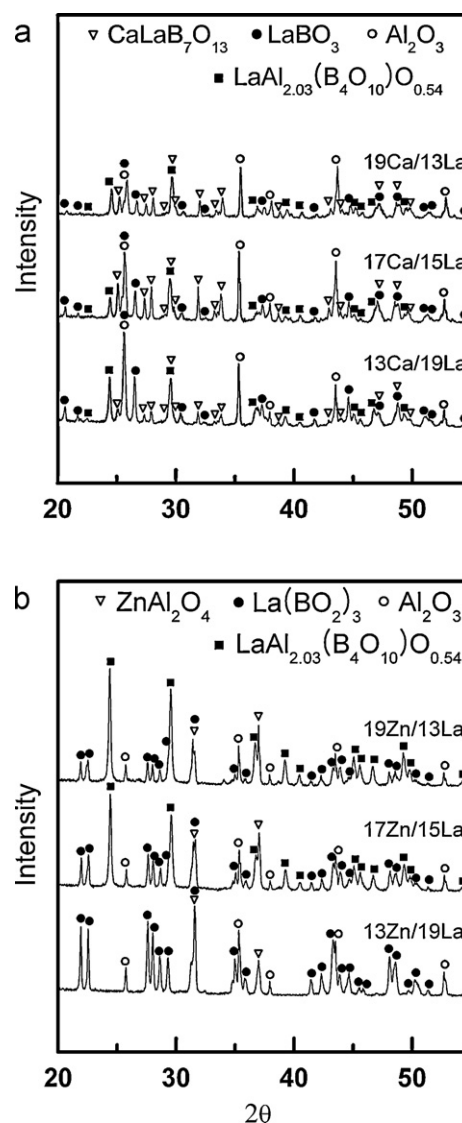 a
▽ CaLaB₇O₁₃ ● LaBO₃ ○ Al₂O₃
■ LaAl₂.₀₃(B₄O₁₀)O₀.₅₄
19Ca/13La
17Ca/15La
13Ca/19La
Intensity
20 30 40 50
b
▽ ZnAl₂O₄ ● La(BO₂)₃ ○ Al₂O₃
■ LaAl₂.₀₃(B₄O₁₀)O₀.₅₄
19Zn/13La
17Zn/15La
13Zn/19La
Intensity
20 30 40 50
2θ